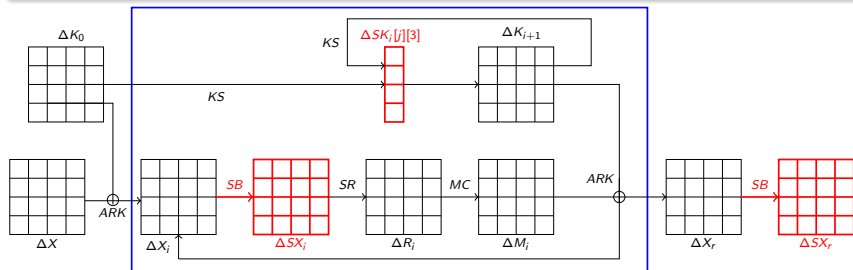 ΔK₀
KS
ΔSKᵢ[j][3]
ΔKᵢ₊₁
KS
ARK
SB
SR
MC
ARK
SB
ΔX
ΔXᵢ
ΔSXᵢ
ΔRᵢ
ΔMᵢ
ΔXᵣ
ΔSXᵣ